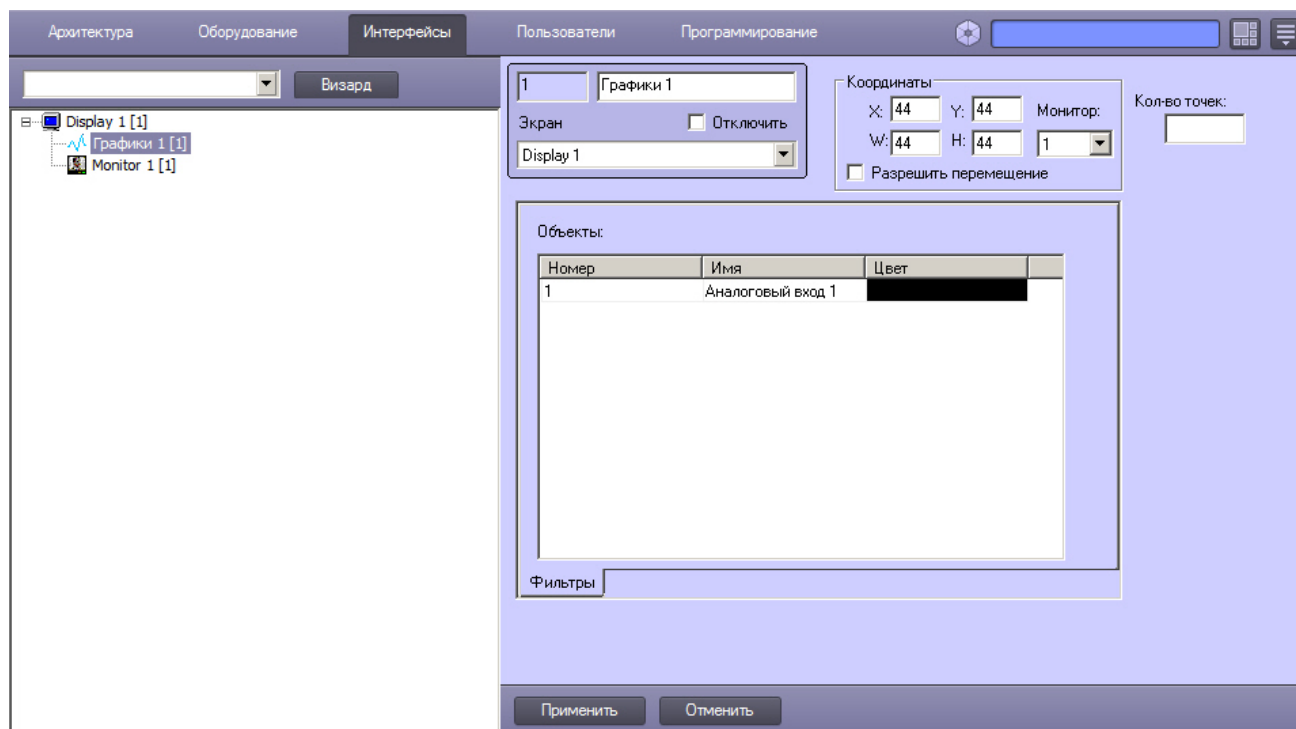 Архитектура Оборудование Интерфейсы Пользователи Программирование
Визард
Display 1 [1]
Графики 1 [1]
Monitor 1 [1]
1 Графики 1
Экран Отключить
Display 1
Координаты
X: 44 Y: 44 Монитор:
W: 44 H: 44 1
Разрешить перемещение
Кол-во точек:
Объекты:
Номер Имя Цвет
1 Аналоговый вход 1
Фильтры
Применить Отменить